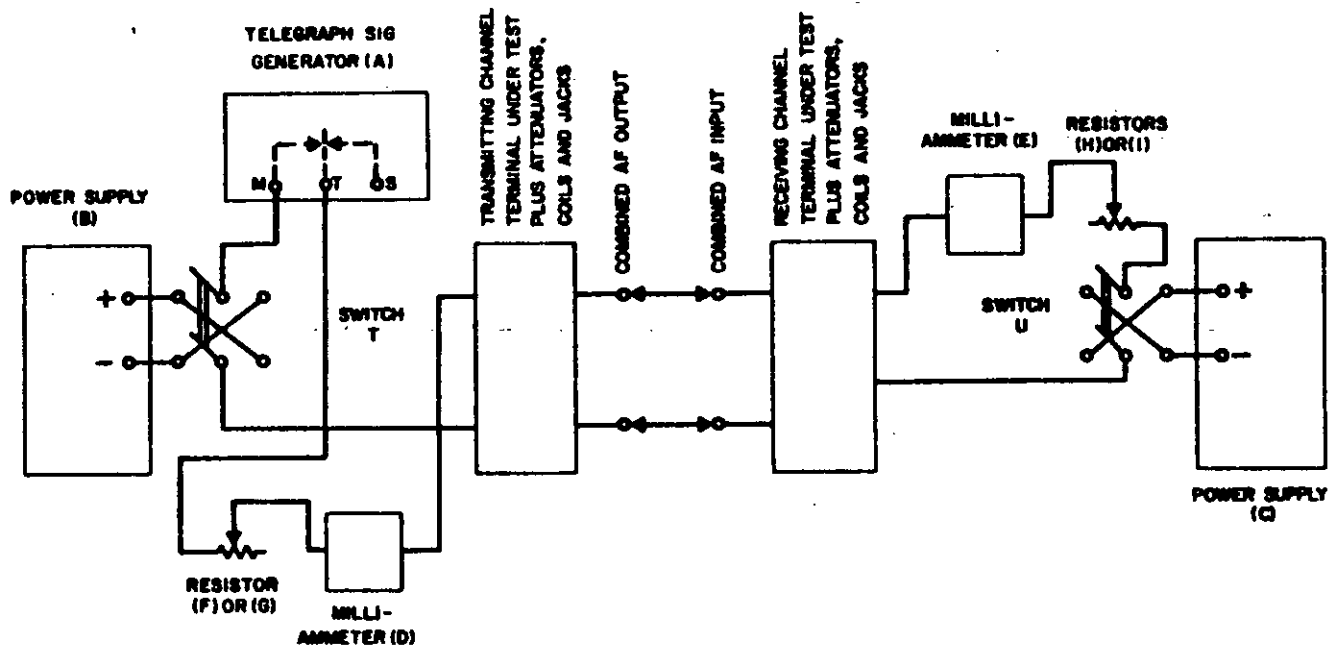 TELEGRAPH SIG
GENERATOR (A)
M
T
S
POWER SUPPLY
(B)
+
-
SWITCH
T
RESISTOR
(F) OR (G)
MILLI-
AMMETER (D)
TRANSMITTING CHANNEL
TERMINAL UNDER TEST
PLUS ATTENUATORS,
COILS AND JACKS
COMBINED AF OUTPUT
COMBINED AF INPUT
RECEIVING CHANNEL
TERMINAL UNDER TEST
PLUS ATTENUATORS,
COILS AND JACKS
MILLI-
AMMETER (E)
RESISTORS
(H) OR (I)
SWITCH
U
+
-
POWER SUPPLY
(C)